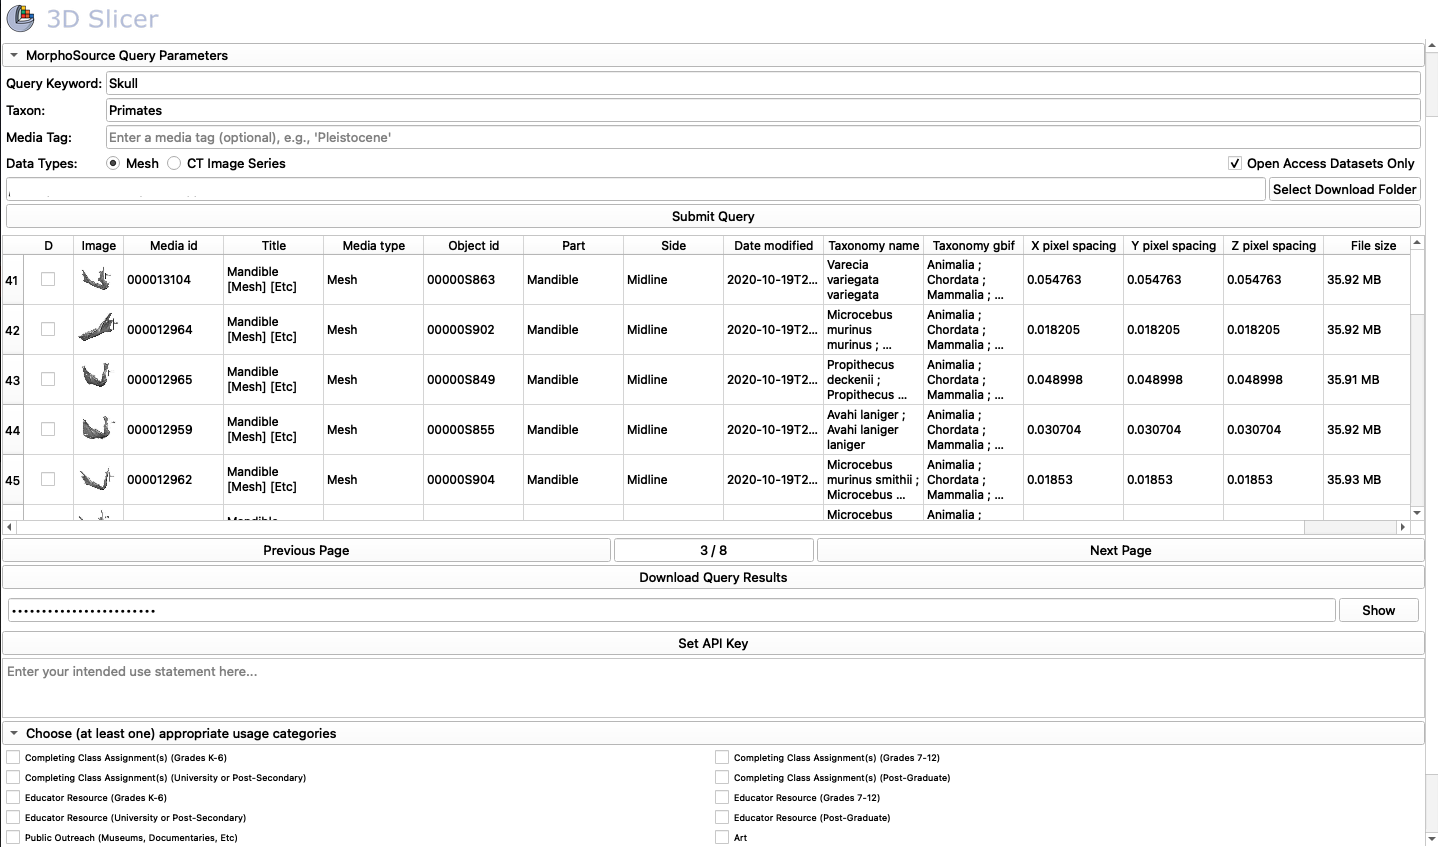 3D Slicer
MorphoSource Query Parameters
Query Keyword: Skull
Taxon: Primates
Media Tag: Enter a media tag (optional), e.g., 'Pleistocene'
Data Types: Mesh CT Image Series Open Access Datasets Only
Select Download Folder
Submit Query
D Image Media id Title Media type Object id Part Side Date modified Taxonomy name Taxonomy gbif X pixel spacing Y pixel spacing Z pixel spacing File size
41 000013104 Mandible [Mesh] [Etc] Mesh 00000S863 Mandible Midline 2020-10-19T2... Varecia variegata variegata Animalia ; Chordata ; Mammalia ; ... 0.054763 0.054763 0.054763 35.92 MB
42 000012964 Mandible [Mesh] [Etc] Mesh 00000S902 Mandible Midline 2020-10-19T2... Microcebus murinus murinus ; ... Animalia ; Chordata ; Mammalia ; ... 0.018205 0.018205 0.018205 35.92 MB
43 000012965 Mandible [Mesh] [Etc] Mesh 00000S849 Mandible Midline 2020-10-19T2... Propithecus deckenii ; Propithecus ... Animalia ; Chordata ; Mammalia ; ... 0.048998 0.048998 0.048998 35.91 MB
44 000012959 Mandible [Mesh] [Etc] Mesh 00000S855 Mandible Midline 2020-10-19T2... Avahi laniger ; Avahi laniger laniger Animalia ; Chordata ; Mammalia ; ... 0.030704 0.030704 0.030704 35.92 MB
45 000012962 Mandible [Mesh] [Etc] Mesh 00000S904 Mandible Midline 2020-10-19T2... Microcebus murinus smithii ; Microcebus ... Animalia ; Chordata ; Mammalia ; ... 0.01853 0.01853 0.01853 35.93 MB
Microcebus Animalia ;
Previous Page 3 / 8 Next Page
Download Query Results
•••••••••••••••••••••••• Show
Set API Key
Enter your intended use statement here...
Choose (at least one) appropriate usage categories
Completing Class Assignment(s) (Grades K-6) Completing Class Assignment(s) (Grades 7-12)
Completing Class Assignment(s) (University or Post-Secondary) Completing Class Assignment(s) (Post-Graduate)
Educator Resource (Grades K-6) Educator Resource (Grades 7-12)
Educator Resource (University or Post-Secondary) Educator Resource (Post-Graduate)
Public Outreach (Museums, Documentaries, Etc) Art